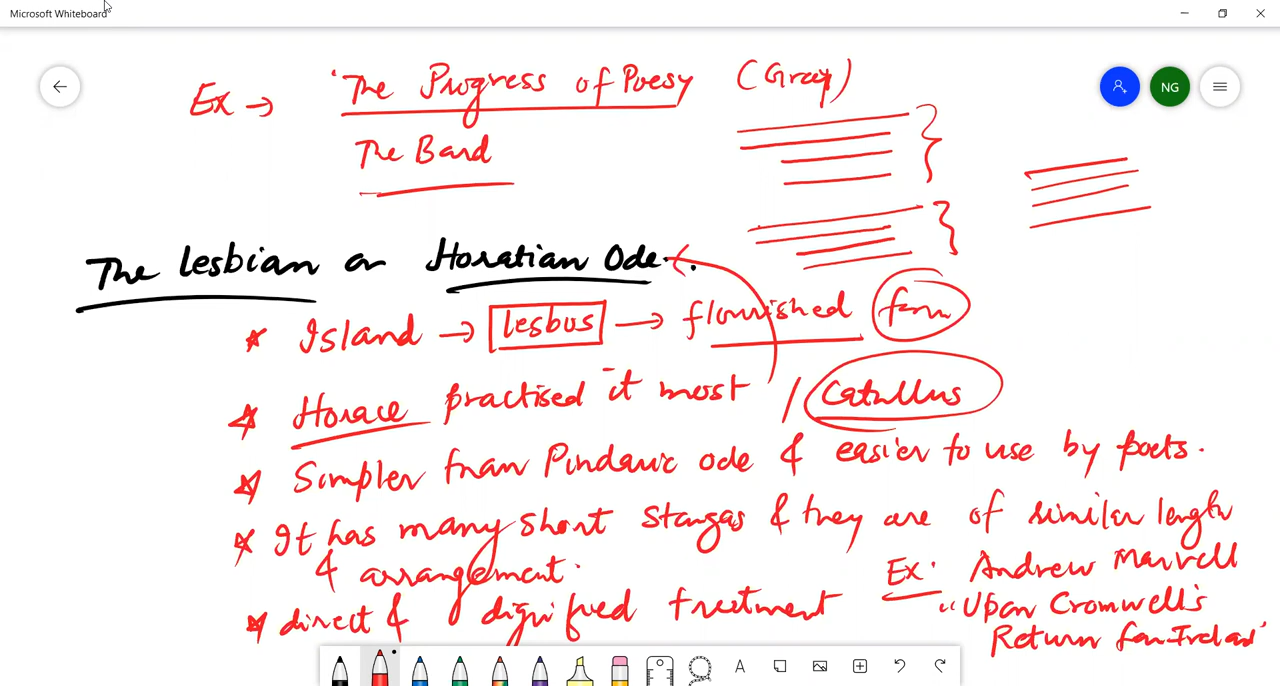 Microsoft Whiteboard
Ex → 'The Progress of Poesy (Gray)
The Bard
NG
The Lesbian or Horatian Ode.
* Island → Lesbus → flourished form
* Horace practised it most / Catullus
* Simpler than Pindaric ode & easier to use by poets.
* It has many short stanzas & they are of similar length
& arrangement.
* direct & dignified treatment
Ex. Andrew Marvell
"Upon Cromwell's
Return from Ireland'
A